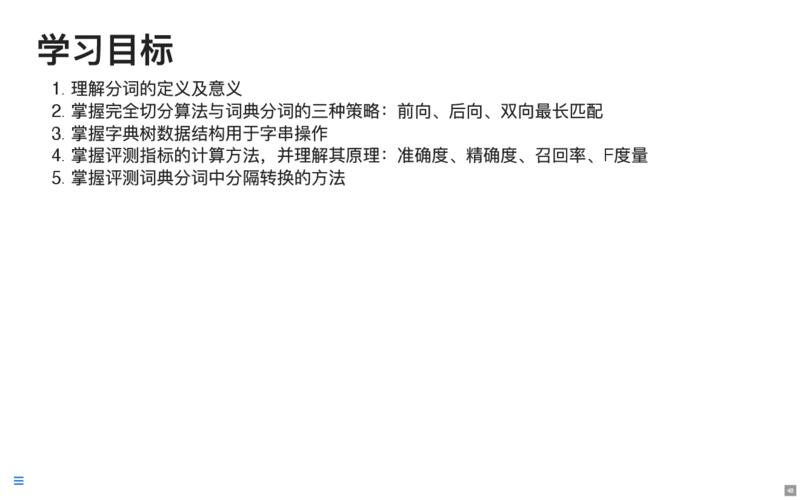 学习目标
1. 理解分词的定义及意义
2. 掌握完全切分算法与词典分词的三种策略：前向、后向、双向最长匹配
3. 掌握字典树数据结构用于字串操作
4. 掌握评测指标的计算方法，并理解其原理：准确度、精确度、召回率、F度量
5. 掌握评测词典分词中分隔转换的方法
48